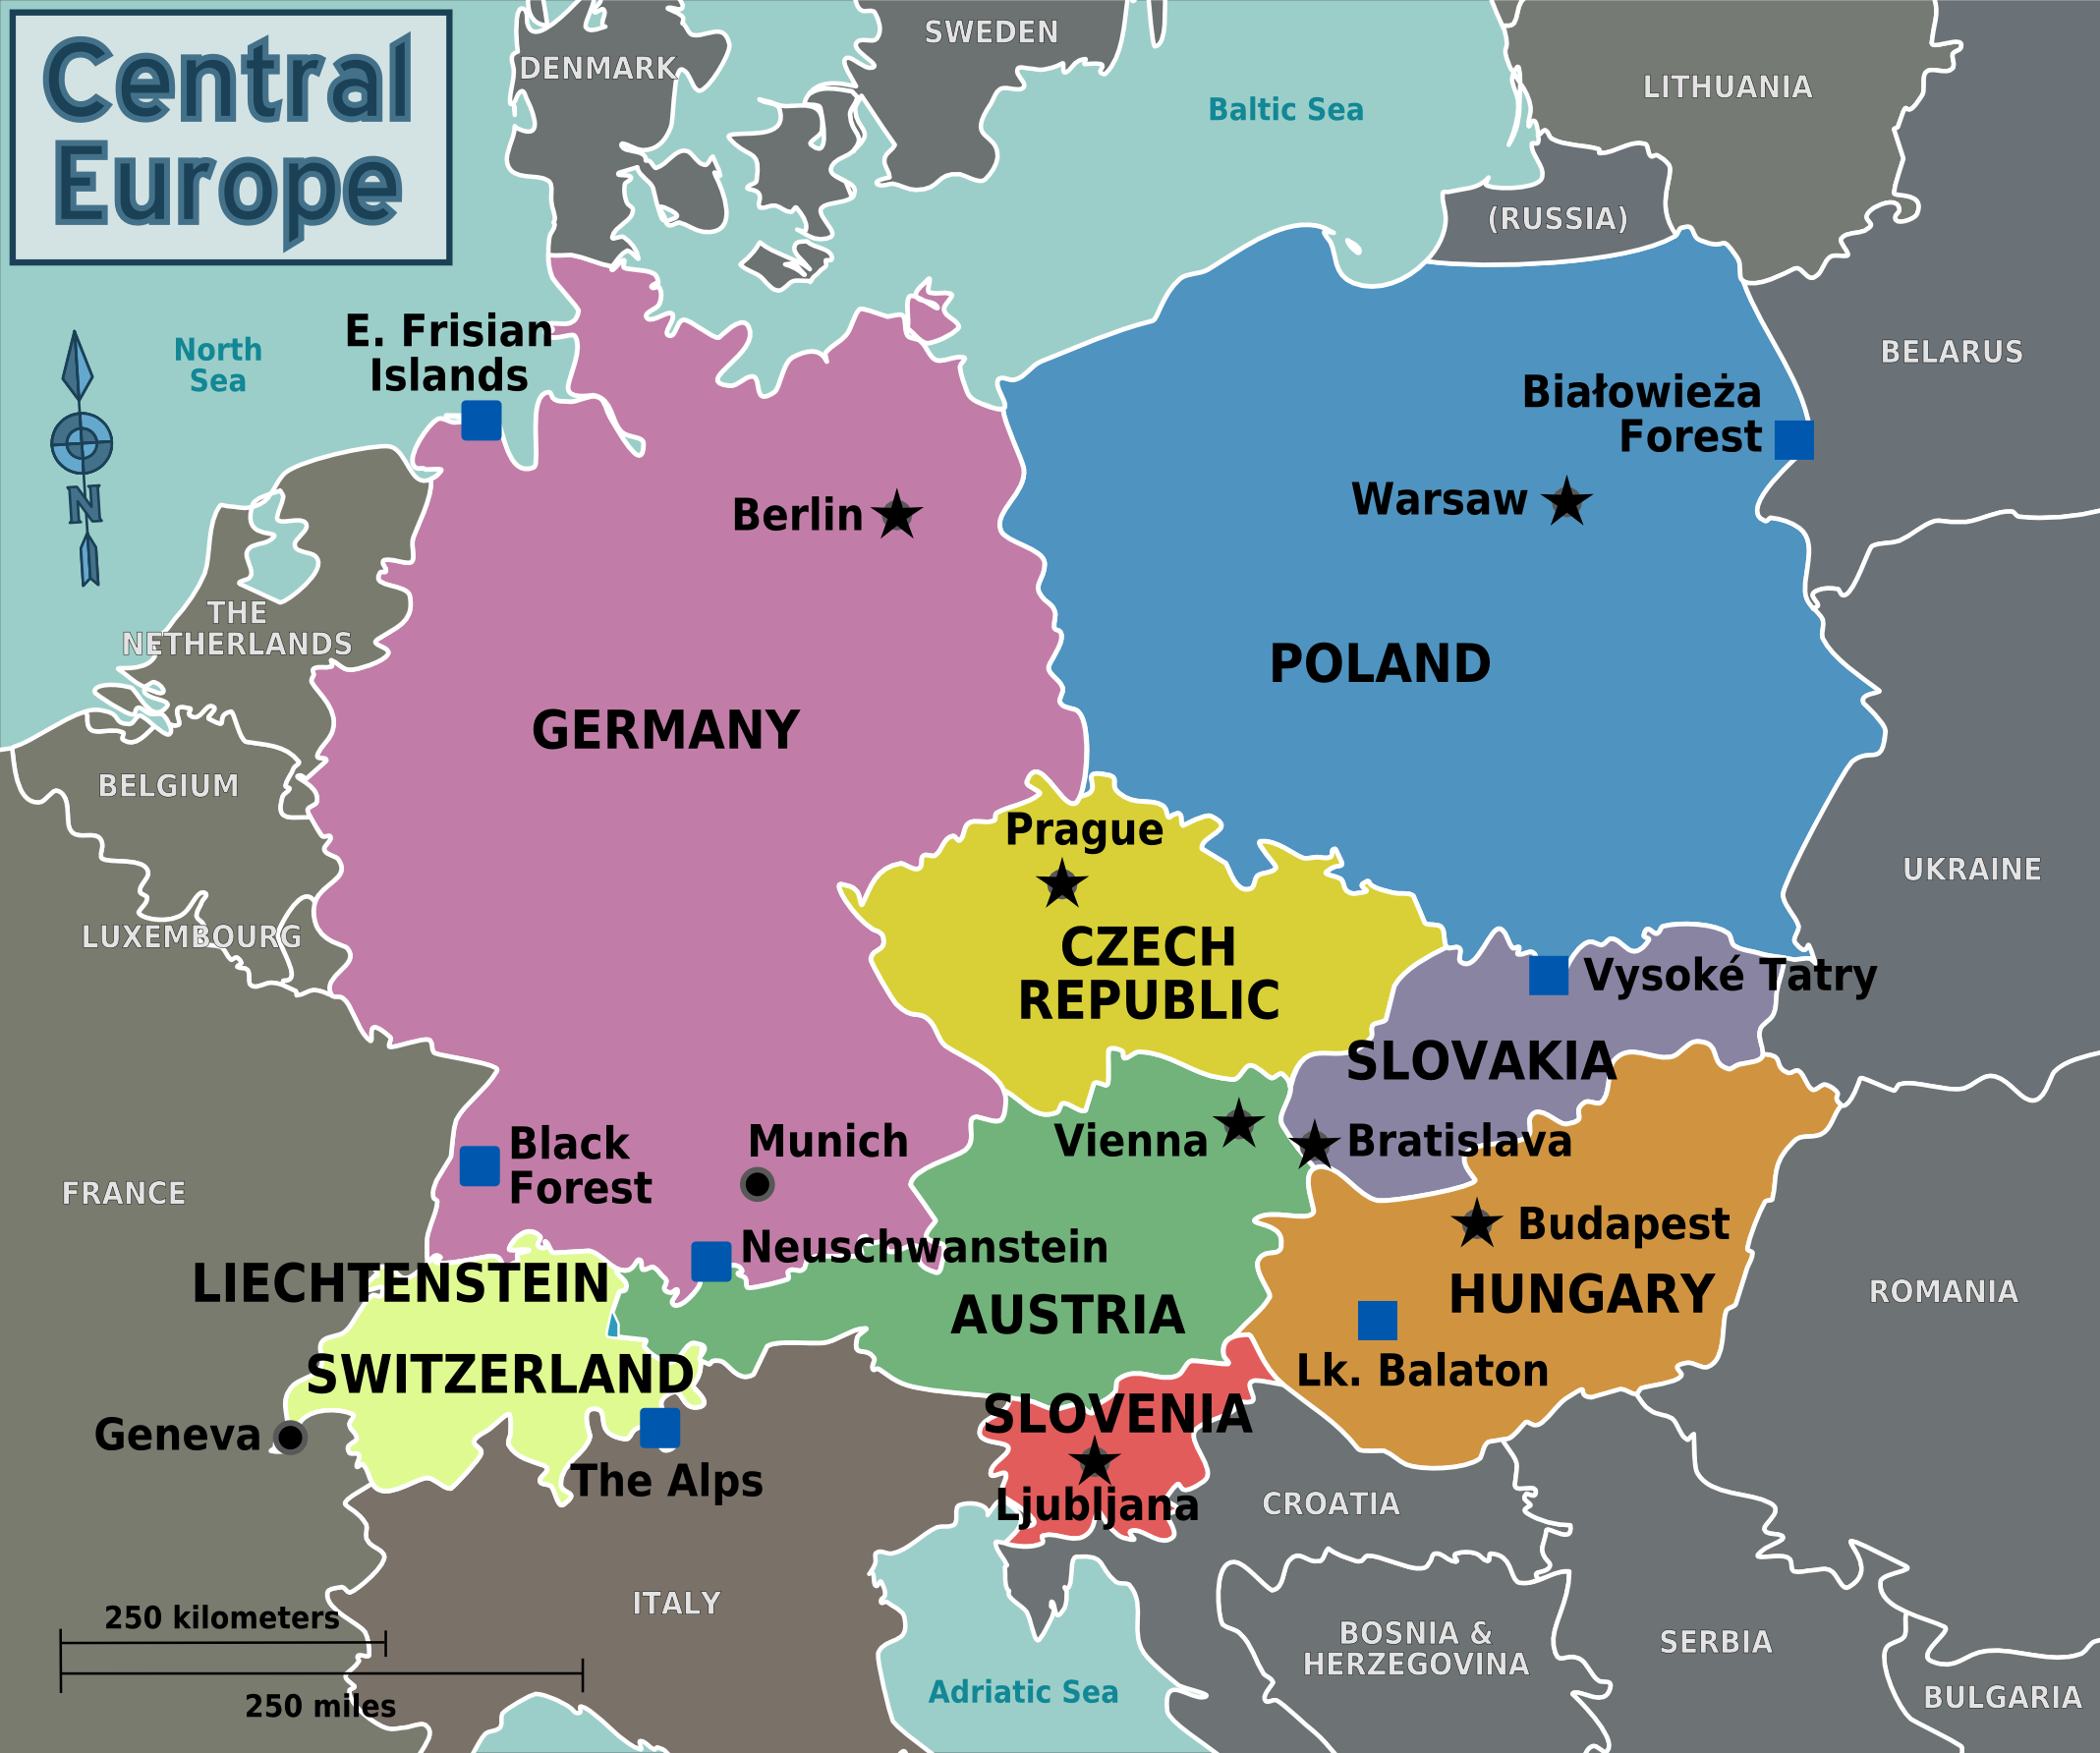 Central
Europe
DENMARK
SWEDEN
Baltic Sea
LITHUANIA
(RUSSIA)
North
Sea
E. Frisian
Islands
BELARUS
Białowieża
Forest
N
Berlin
Warsaw
THE
NETHERLANDS
POLAND
GERMANY
BELGIUM
Prague
UKRAINE
LUXEMBOURG
CZECH
REPUBLIC
Vysoké Tatry
SLOVAKIA
Black
Forest
Munich
Vienna
Bratislava
FRANCE
Budapest
Neuschwanstein
LIECHTENSTEIN
HUNGARY
ROMANIA
AUSTRIA
SWITZERLAND
Lk. Balaton
SLOVENIA
Geneva
The Alps
Ljubljana
CROATIA
ITALY
250 kilometers
250 miles
BOSNIA &
HERZEGOVINA
SERBIA
Adriatic Sea
BULGARIA